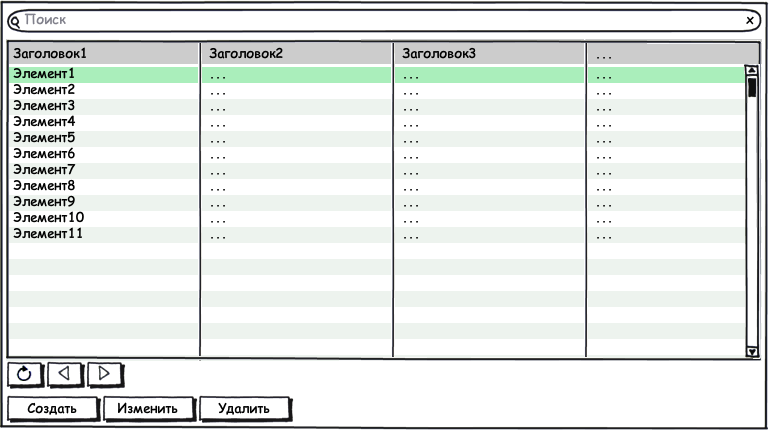 Поиск x
Заголовок1 Заголовок2 Заголовок3 ...
Элемент1 ... ... ...
Элемент2 ... ... ...
Элемент3 ... ... ...
Элемент4 ... ... ...
Элемент5 ... ... ...
Элемент6 ... ... ...
Элемент7 ... ... ...
Элемент8 ... ... ...
Элемент9 ... ... ...
Элемент10 ... ... ...
Элемент11 ... ... ...
Создать Изменить Удалить